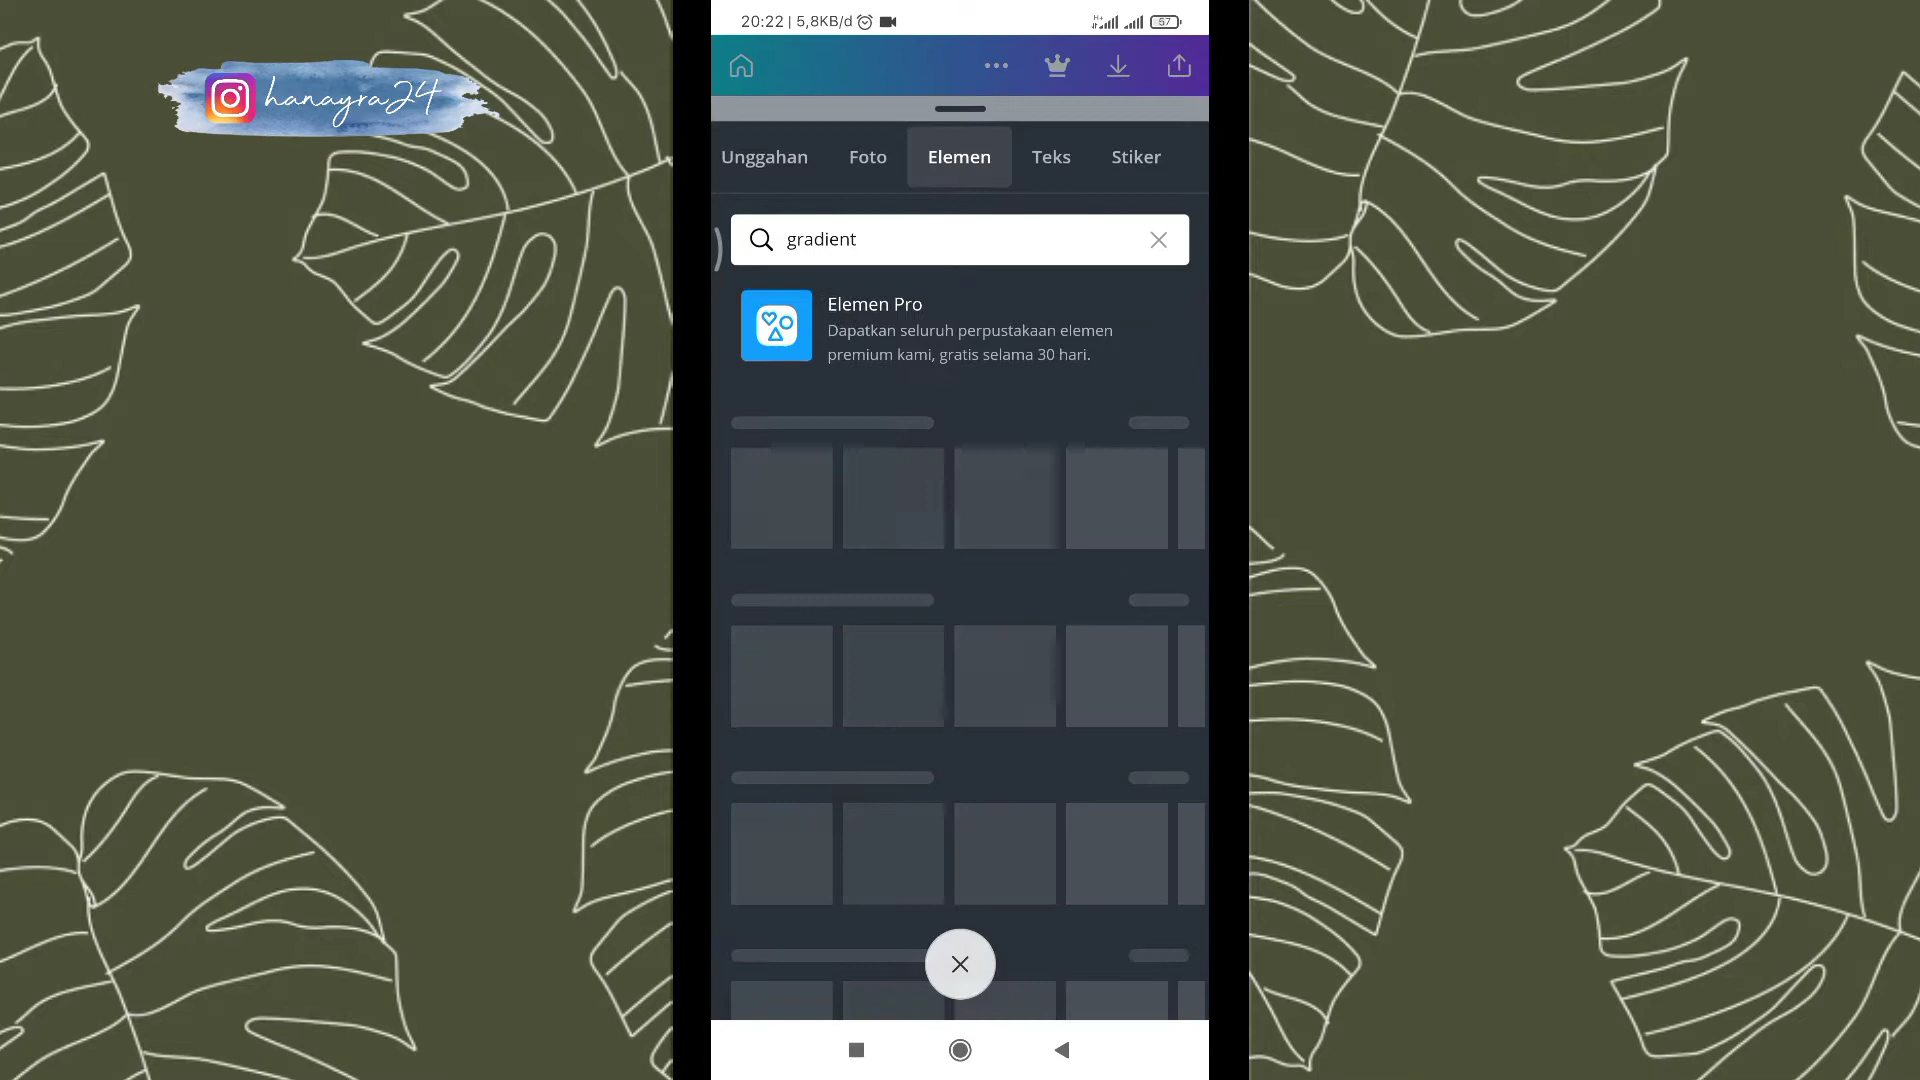 20:22 | 5,8KB/d
H+
57
hanayra24
Unggahan
Foto
Elemen
Teks
Stiker
gradient
Elemen Pro
Dapatkan seluruh perpustakaan elemen
premium kami, gratis selama 30 hari.